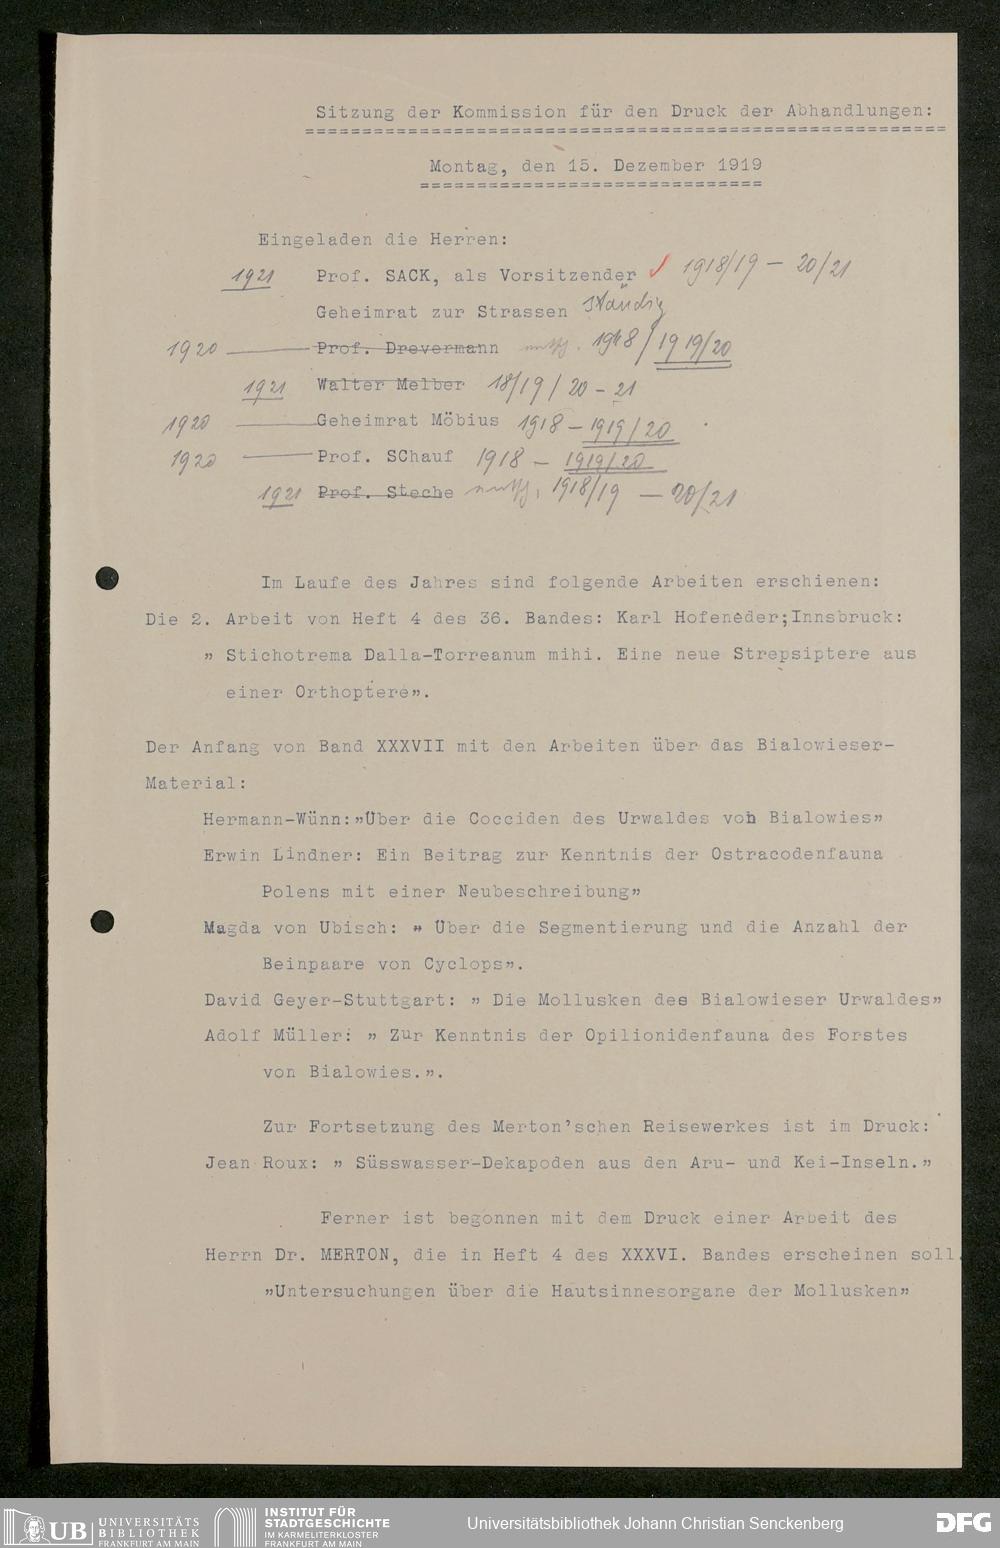 Sitzung der Kommission für den Druck der Abhandlungen:
Montag, den 15. Dezember 1919
Eingeladen die Herren:
1921 Prof. SACK, als Vorsitzender ✓ 1918/19 – 20/21
Geheimrat zur Strassen ständig
1920 Prof. Drevermann 1918/1919/20
1921 Walter Melber 18/19/20 – 21
1920 Geheimrat Möbius 1918 – 1919/20
1920 Prof. SChauf 1918 – 1919/20
1921 Prof. Steche 1918/19 – 20/21
Im Laufe des Jahres sind folgende Arbeiten erschienen:
Die 2. Arbeit von Heft 4 des 36. Bandes: Karl Hofeneder;Innsbruck:
" Stichotrema Dalla-Torreanum mihi. Eine neue Strepsiptere aus
einer Orthoptere".
Der Anfang von Band XXXVII mit den Arbeiten über das Bialowieser-
Material:
Hermann-Wünn:"Über die Cocciden des Urwaldes von Bialowies"
Erwin Lindner: Ein Beitrag zur Kenntnis der Ostracodenfauna
Polens mit einer Neubeschreibung"
Magda von Ubisch: " Über die Segmentierung und die Anzahl der
Beinpaare von Cyclops".
David Geyer-Stuttgart: " Die Mollusken des Bialowieser Urwaldes"
Adolf Müller: " Zur Kenntnis der Opilionidenfauna des Forstes
von Bialowies.".
Zur Fortsetzung des Merton'schen Reisewerkes ist im Druck:
Jean Roux: " Süsswasser-Dekapoden aus den Aru- und Kei-Inseln."
Ferner ist begonnen mit dem Druck einer Arbeit des
Herrn Dr. MERTON, die in Heft 4 des XXXVI. Bandes erscheinen soll.
"Untersuchungen über die Hautsinnesorgane der Mollusken"
UB UNIVERSITÄTS
BIBLIOTHEK
FRANKFURT AM MAIN
INSTITUT FÜR
STADTGESCHICHTE
IM KARMELITERKLOSTER
FRANKFURT AM MAIN
Universitätsbibliothek Johann Christian Senckenberg
DFG